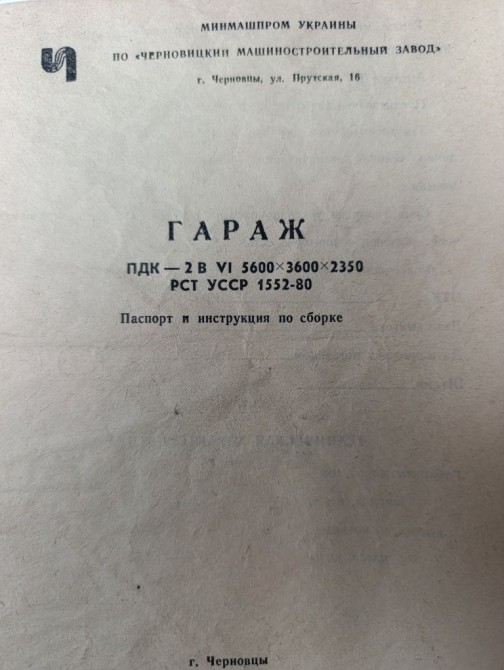 МИНМАШПРОМ УКРАИНЫ
ПО «ЧЕРНОВИЦКИЙ МАШИНОСТРОИТЕЛЬНЫЙ ЗАВОД»
г. Черновцы, ул. Прутская, 16
ГАРАЖ
ПДК — 2 В VI 5600×3600×2350
РСТ УССР 1552-80
Паспорт и инструкция по сборке
г. Черновцы